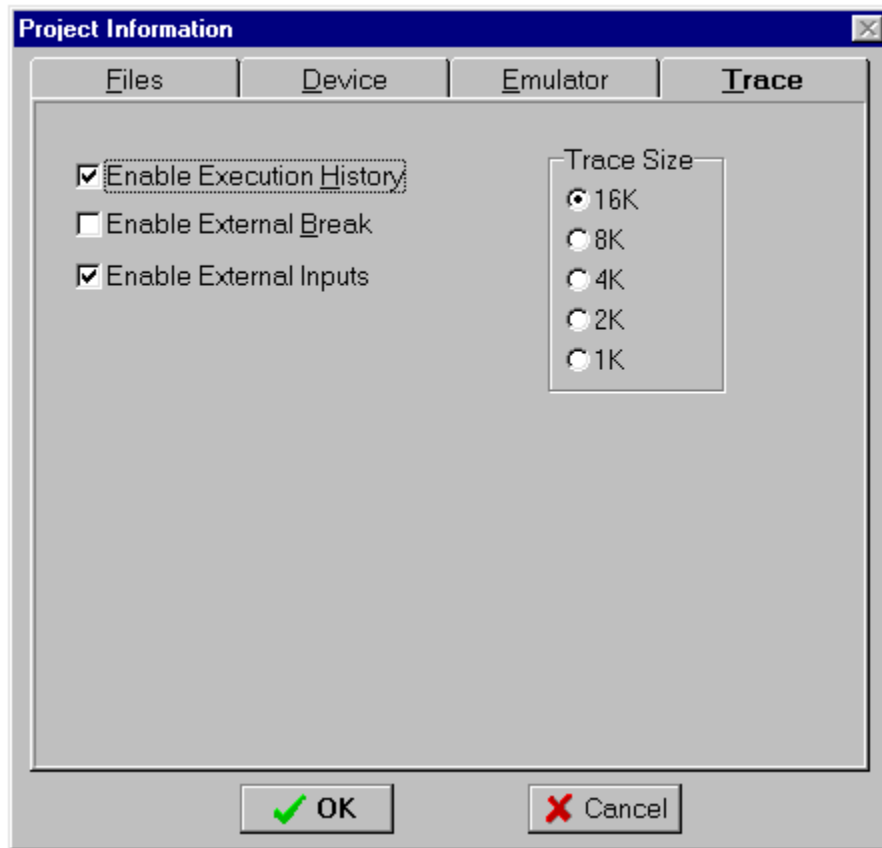 Project Information
Files Device Emulator Trace
Enable Execution History
Enable External Break
Enable External Inputs
Trace Size
16K
8K
4K
2K
1K
OK Cancel